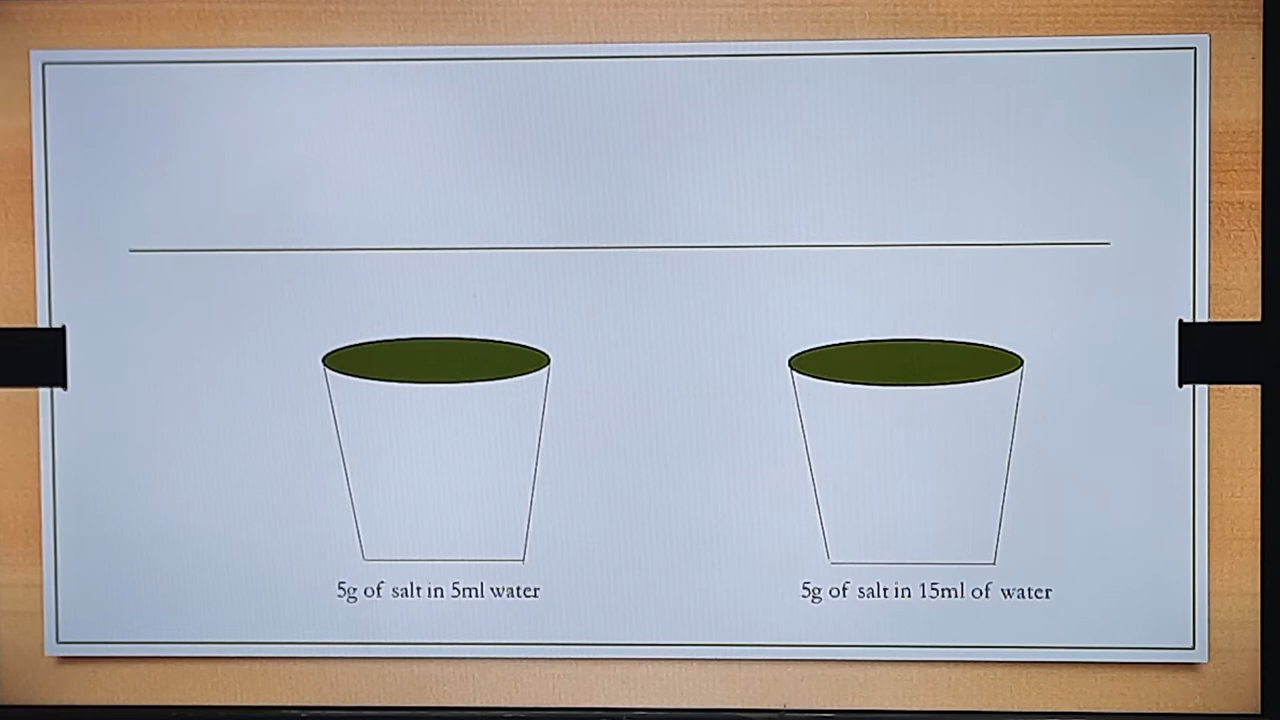 5g of salt in 5ml water
5g of salt in 15ml of water